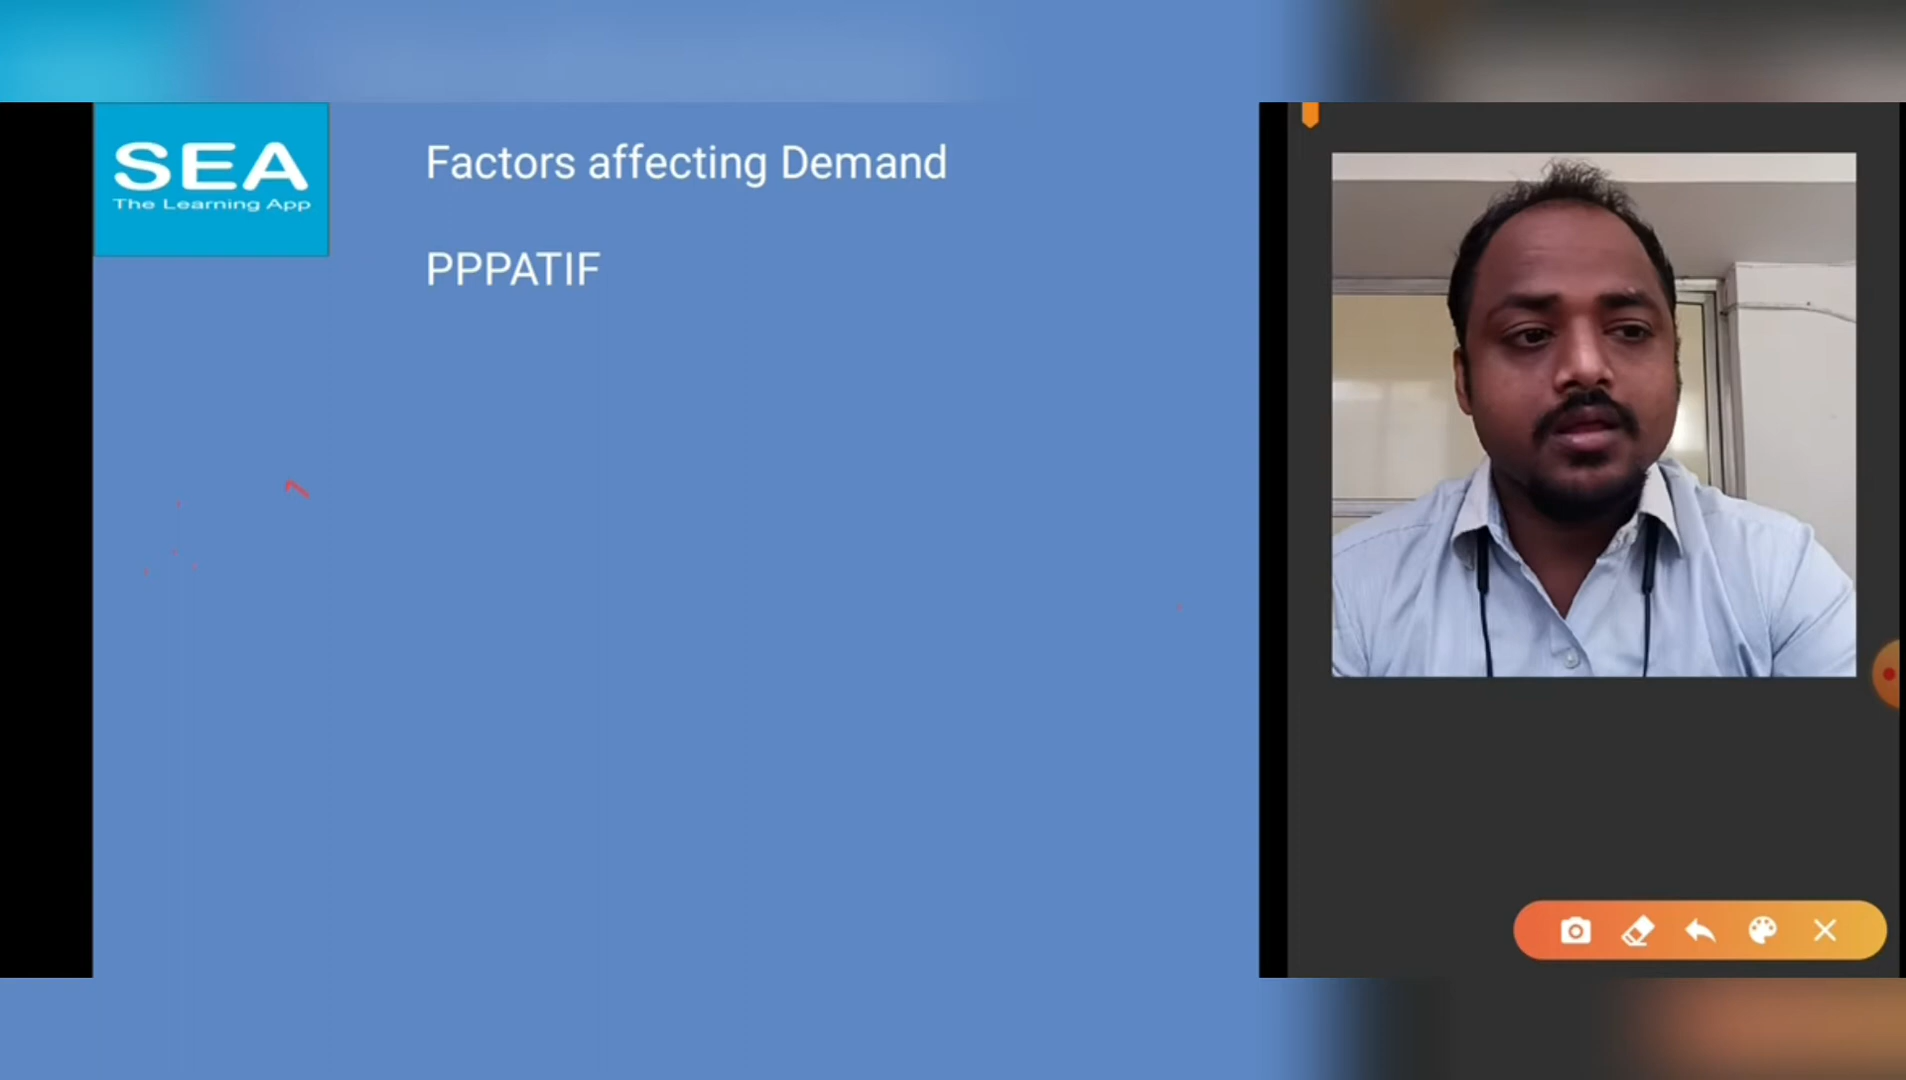 SEA
The Learning App
Factors affecting Demand
PPPATIF